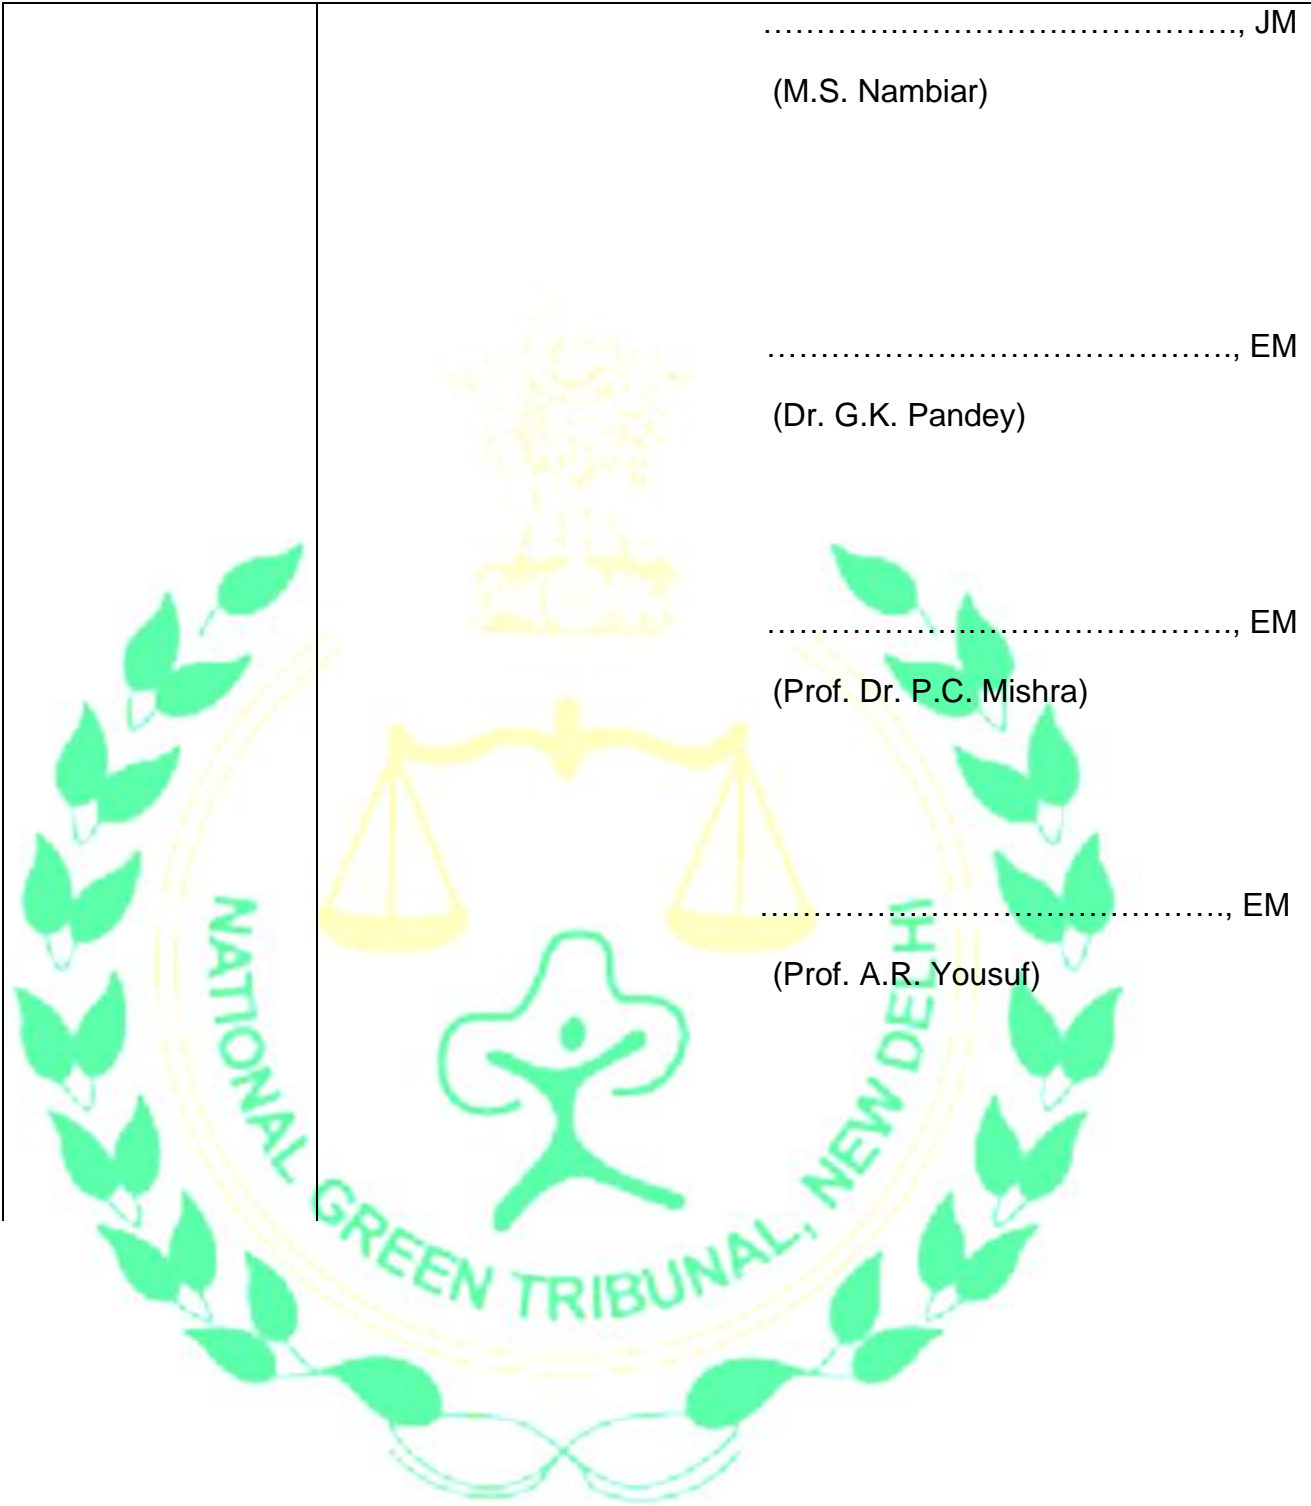 ………….…………….……………., JM
(M.S. Nambiar)
……………….……………………., EM
(Dr. G.K. Pandey)
……………….……………………., EM
(Prof. Dr. P.C. Mishra)
……………….……………………., EM
(Prof. A.R. Yousuf)
NATIONAL GREEN TRIBUNAL, NEW DELHI